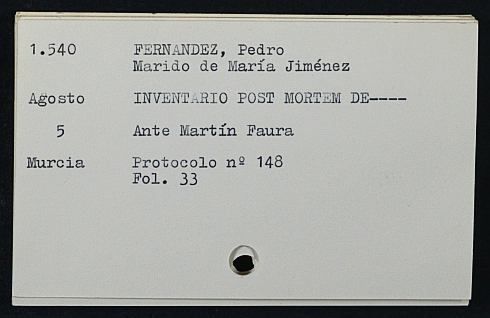 1.540 FERNANDEZ, Pedro
Marido de María Jiménez
Agosto INVENTARIO POST MORTEM DE----
5 Ante Martín Faura
Murcia Protocolo nº 148
Fol. 33